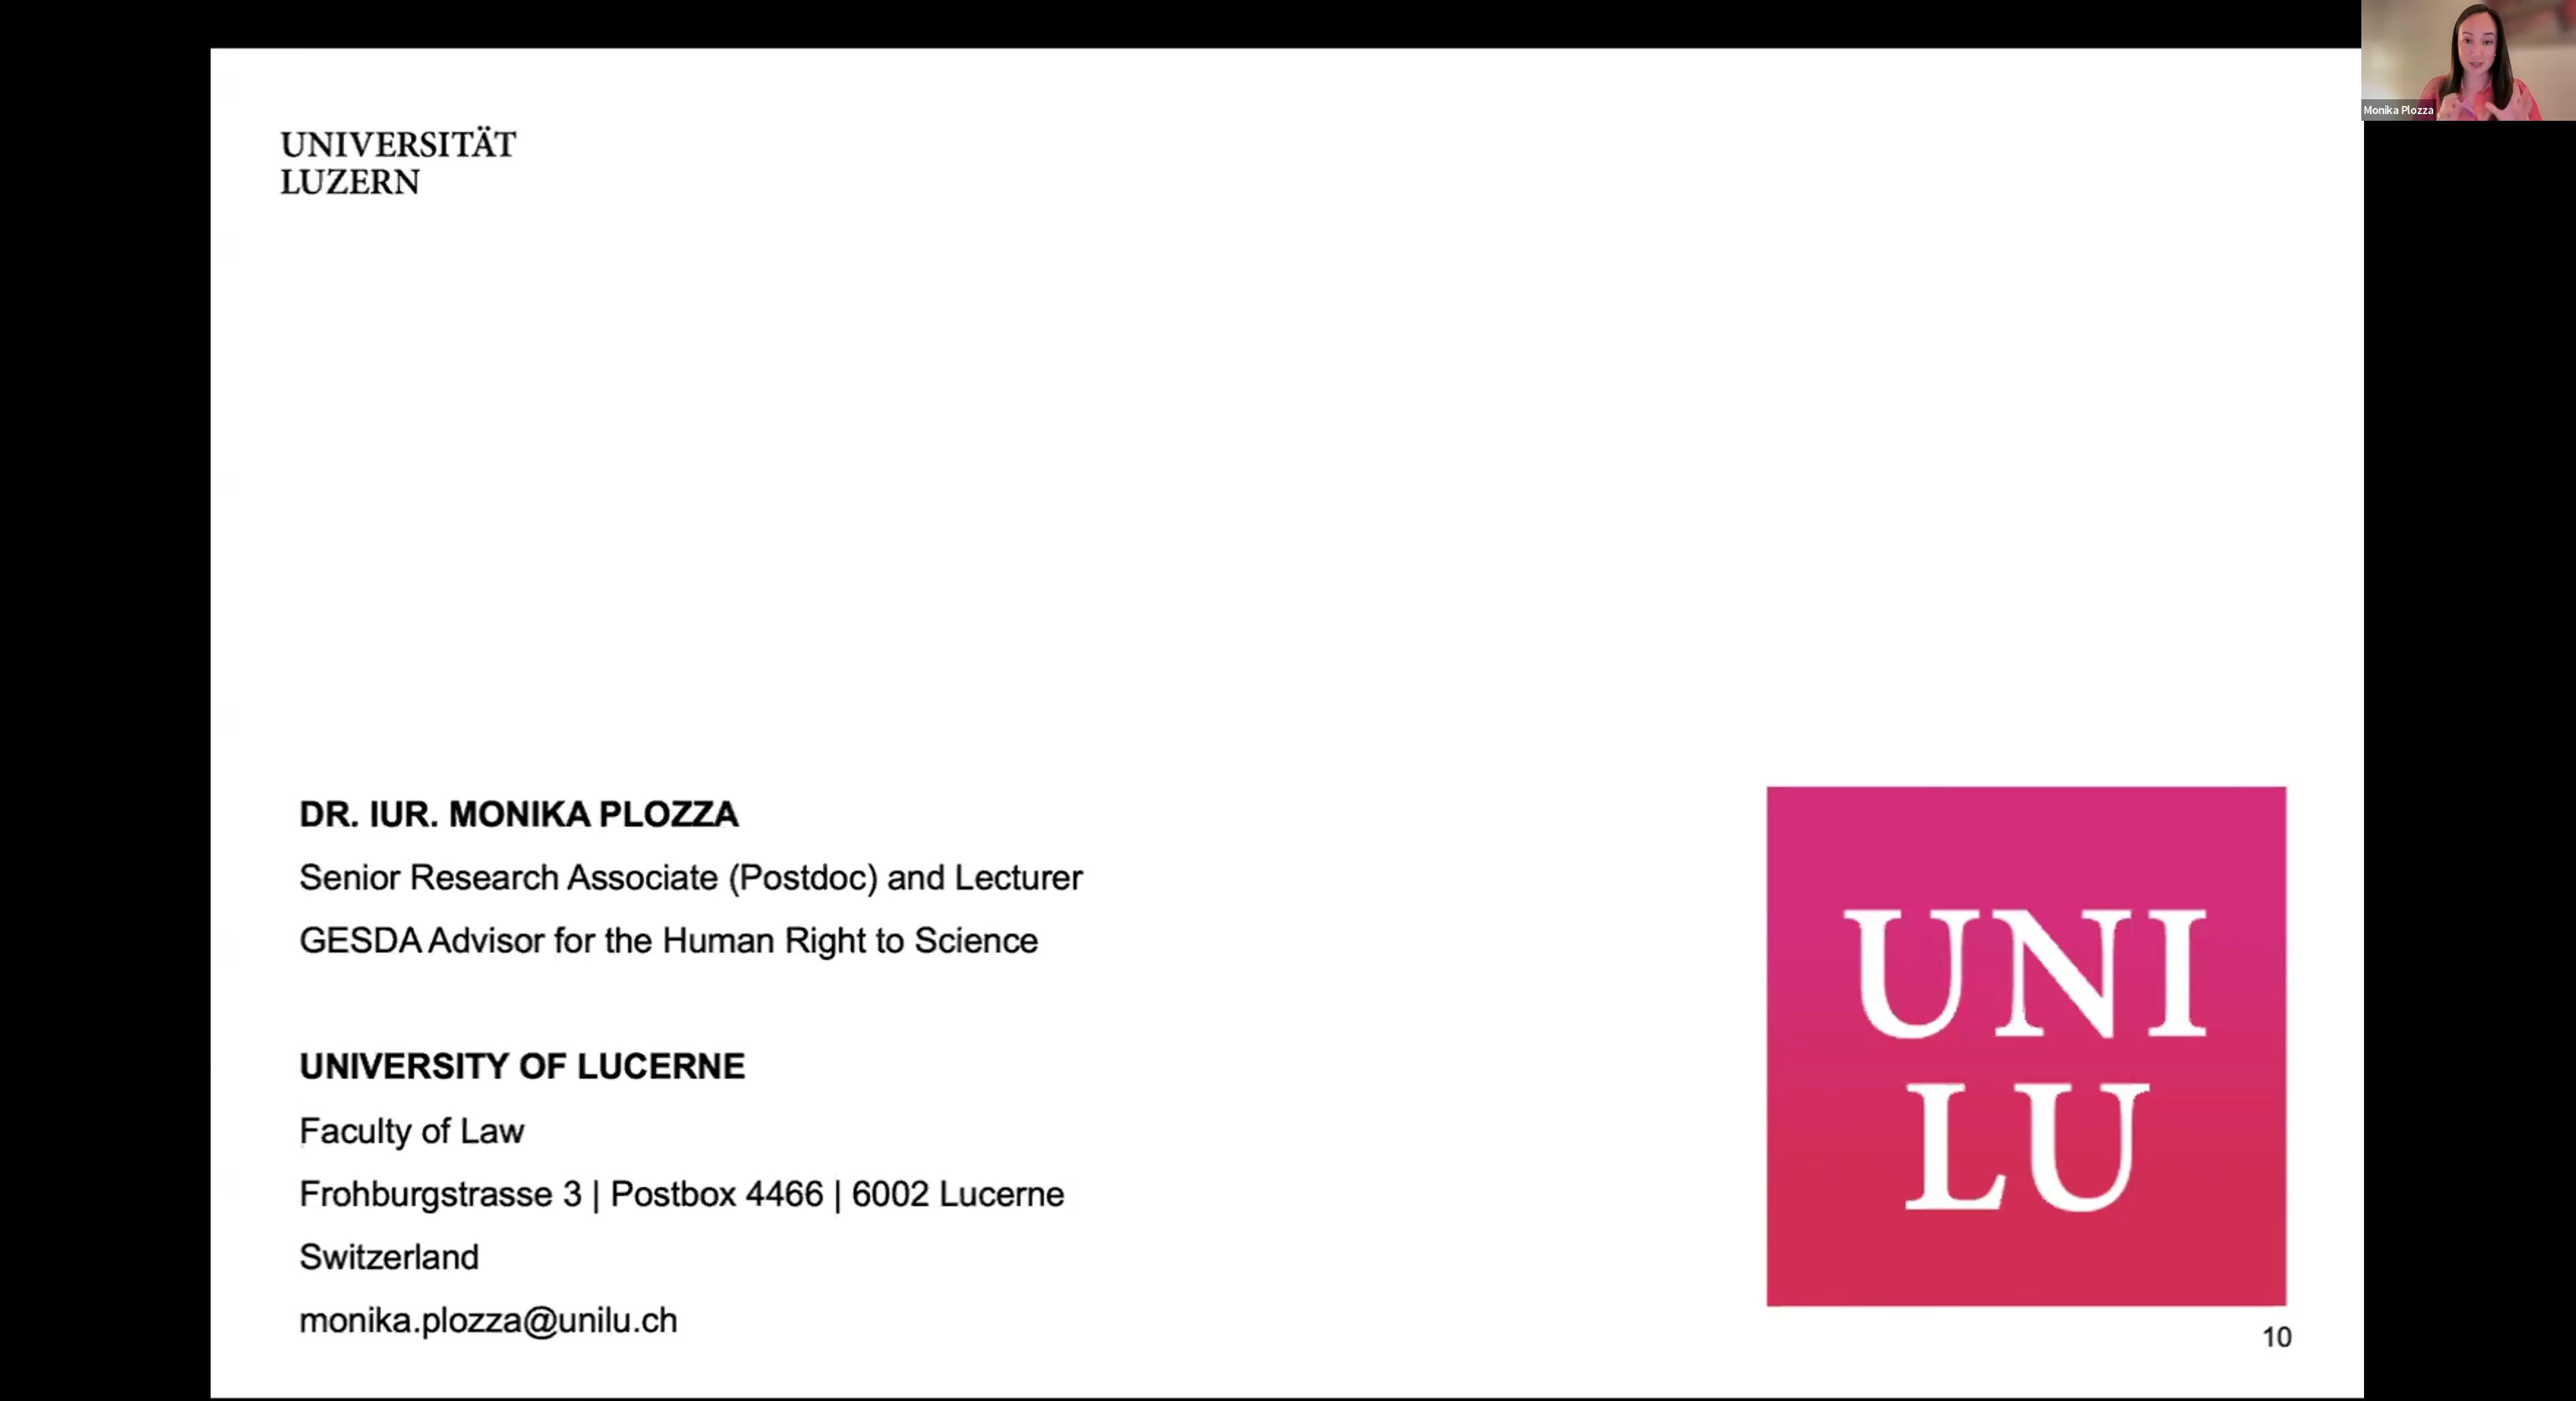 UNIVERSITÄT
LUZERN
Monika Plozza
DR. IUR. MONIKA PLOZZA
Senior Research Associate (Postdoc) and Lecturer
GESDA Advisor for the Human Right to Science
UNIVERSITY OF LUCERNE
Faculty of Law
Frohburgstrasse 3 | Postbox 4466 | 6002 Lucerne
Switzerland
monika.plozza@unilu.ch
UNI
LU
10